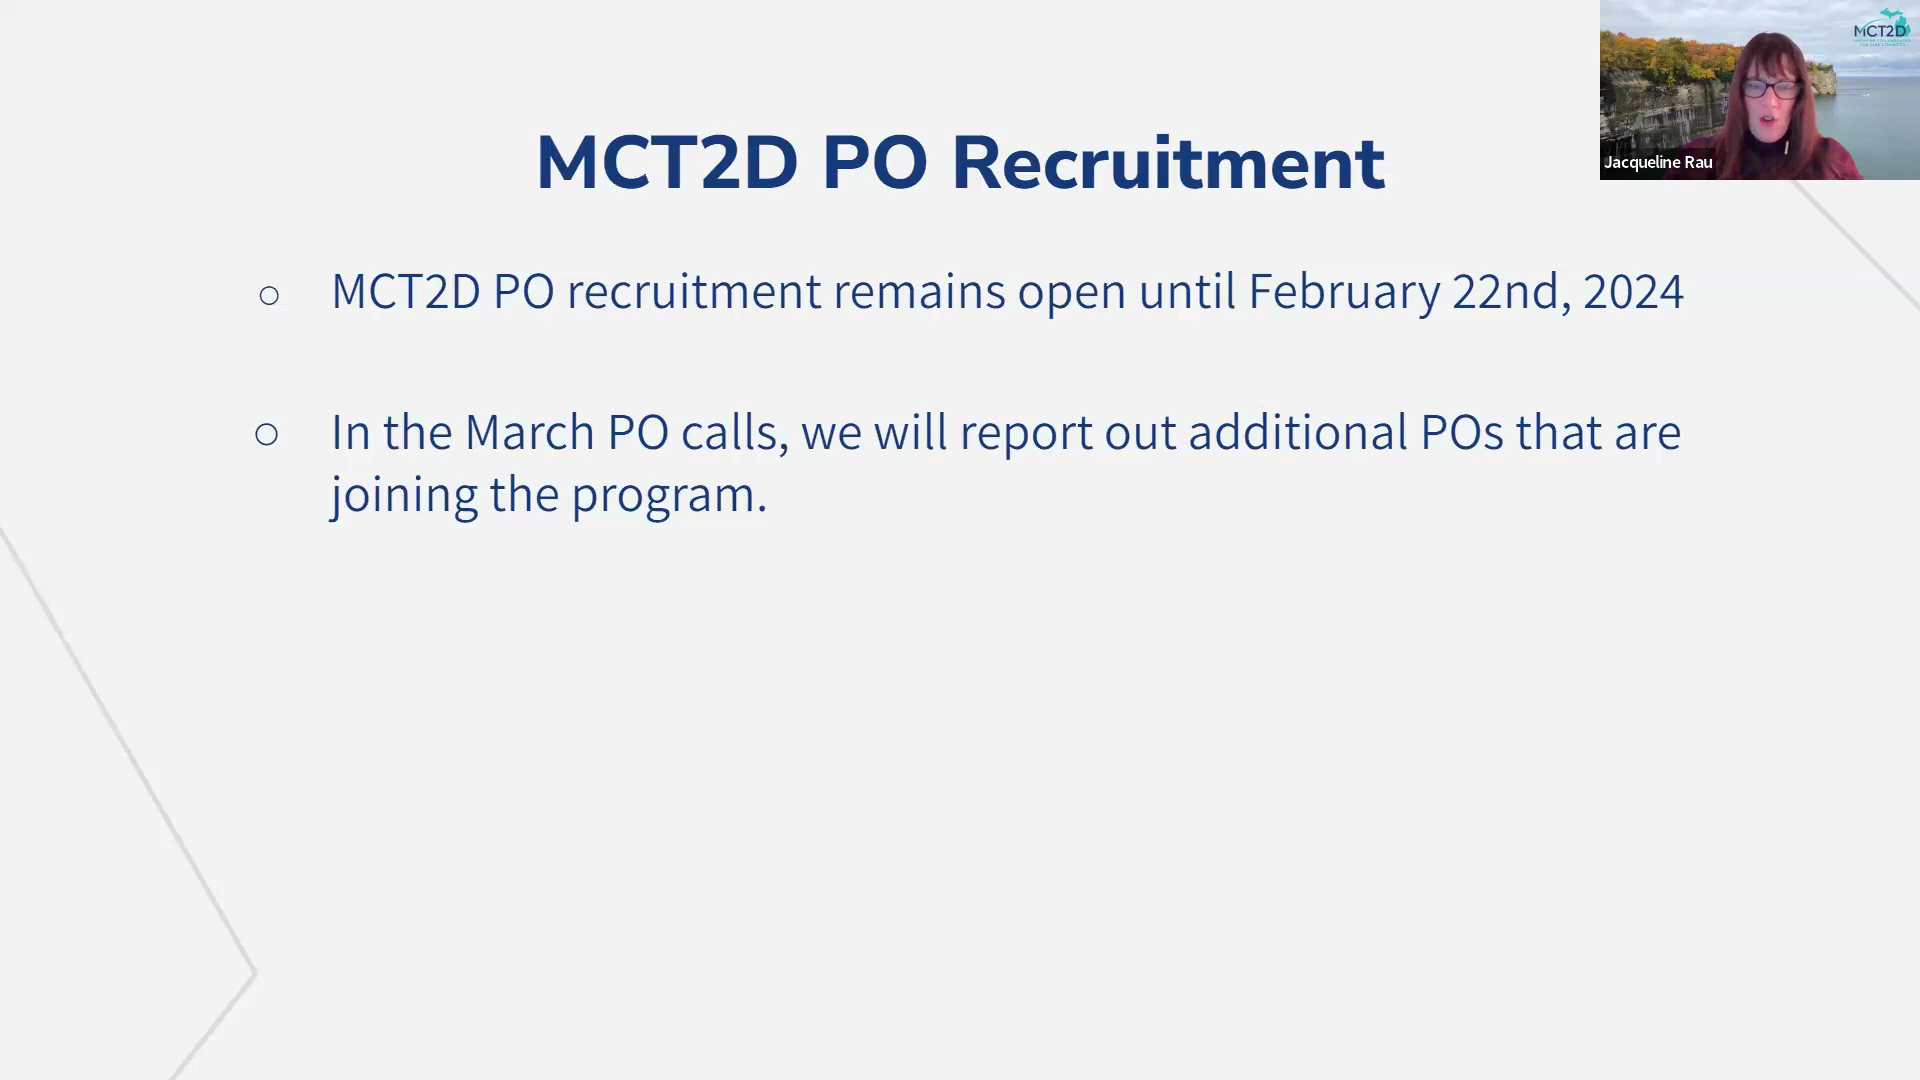 MCT2D
Jacqueline Rau
MCT2D PO Recruitment
○ MCT2D PO recruitment remains open until February 22nd, 2024
○ In the March PO calls, we will report out additional POs that are
joining the program.